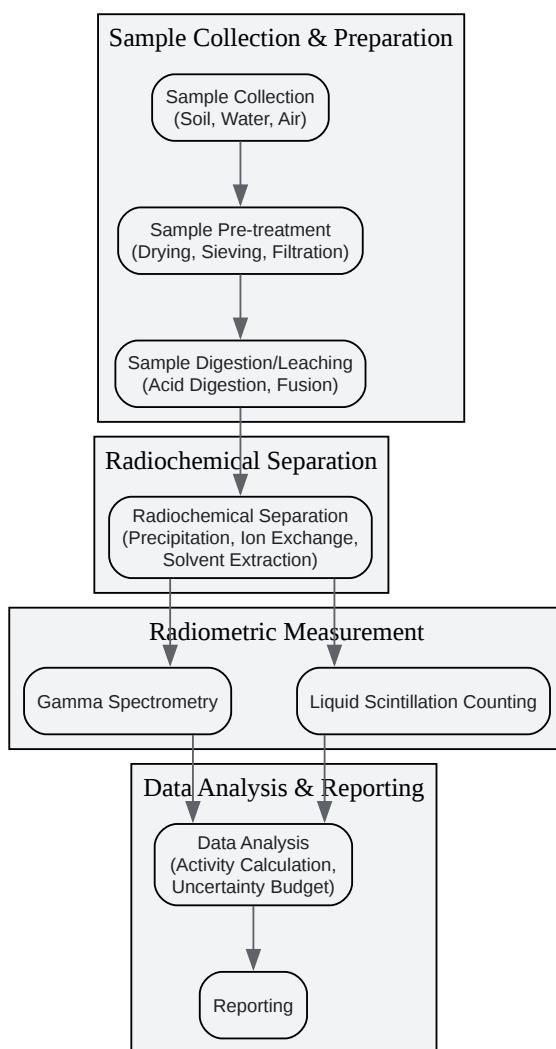 Sample Collection & Preparation
Sample Collection
(Soil, Water, Air)
Sample Pre-treatment
(Drying, Sieving, Filtration)
Sample Digestion/Leaching
(Acid Digestion, Fusion)
Radiochemical Separation
Radiochemical Separation
(Precipitation, Ion Exchange,
Solvent Extraction)
Radiometric Measurement
Gamma Spectrometry
Liquid Scintillation Counting
Data Analysis & Reporting
Data Analysis
(Activity Calculation,
Uncertainty Budget)
Reporting